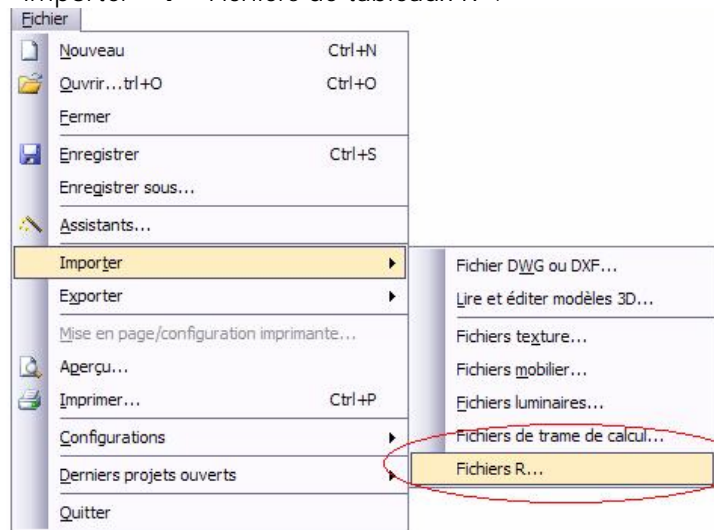 Fichier
Nouveau Ctrl+N
Ouvrir...trl+O Ctrl+O
Fermer
Enregistrer Ctrl+S
Enregistrer sous...
Assistants...
Importer
Exporter
Mise en page/configuration imprimante...
Aperçu...
Imprimer... Ctrl+P
Configurations
Derniers projets ouverts
Quitter
Fichier DWG ou DXF...
Lire et éditer modèles 3D...
Fichiers texture...
Fichiers mobilier...
Fichiers luminaires...
Fichiers de trame de calcul...
Fichiers R...